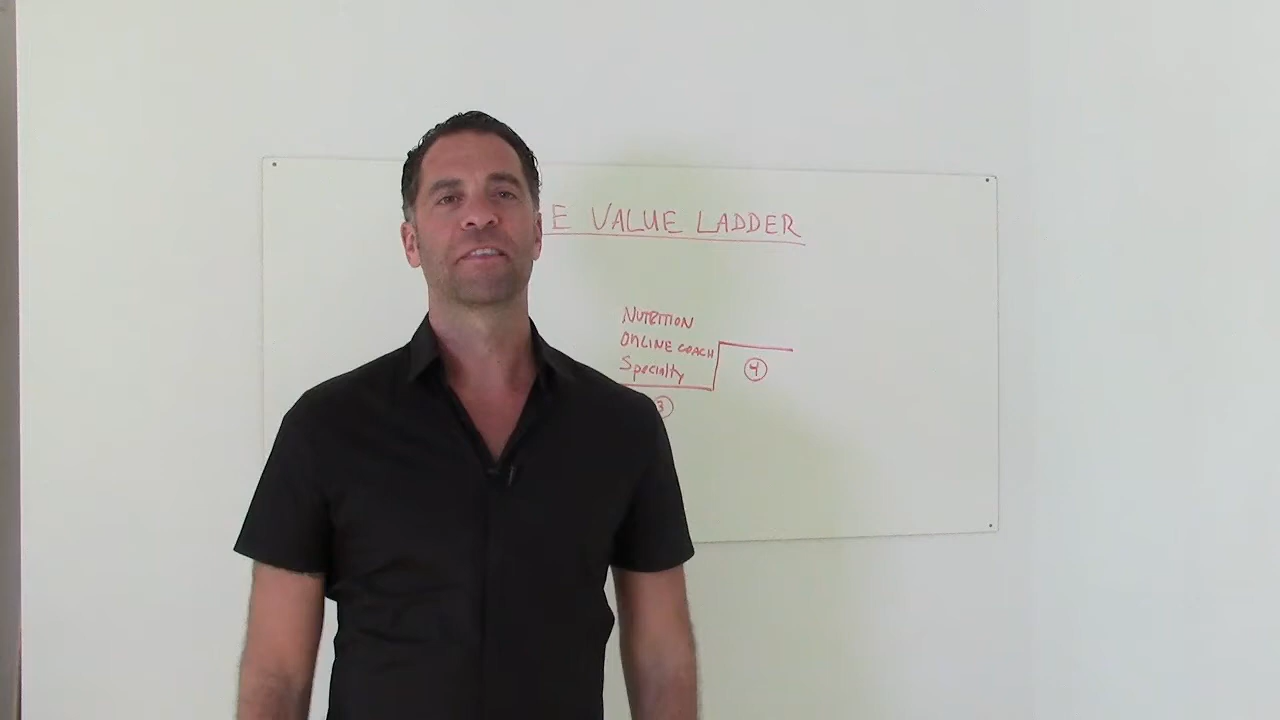 E VALUE LADDER
NUTRITION
ONLINE COACH
Specialty
4
3